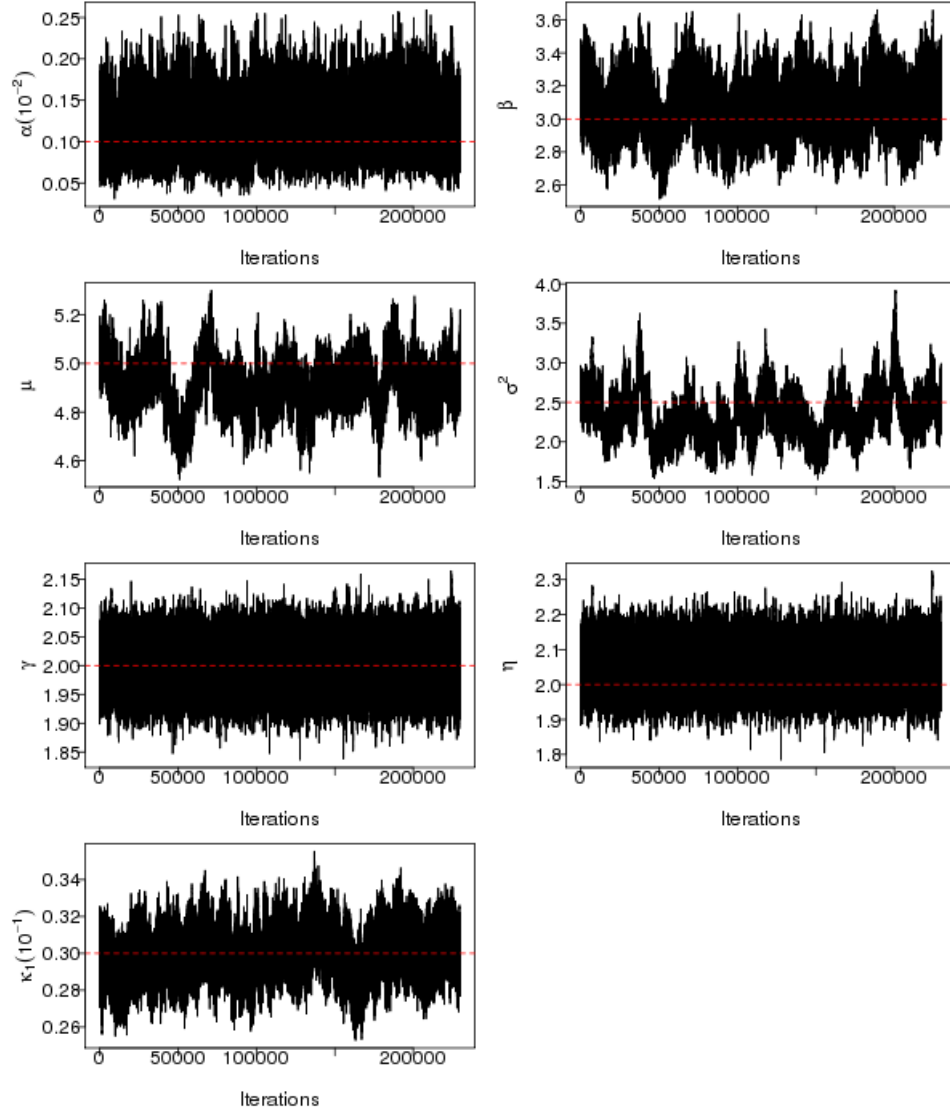 α(10⁻²)
0.25
0.20
0.15
0.10
0.05
0 50000 100000 200000
Iterations
β
3.6
3.4
3.2
3.0
2.8
2.6
0 50000 100000 200000
Iterations
μ
5.2
5.0
4.8
4.6
0 50000 100000 200000
Iterations
σ²
4.0
3.5
3.0
2.5
2.0
1.5
0 50000 100000 200000
Iterations
γ
2.15
2.10
2.05
2.00
1.95
1.90
1.85
0 50000 100000 200000
Iterations
η
2.3
2.2
2.1
2.0
1.9
1.8
0 50000 100000 200000
Iterations
κ₁(10⁻¹)
0.34
0.32
0.30
0.28
0.26
0 50000 100000 200000
Iterations